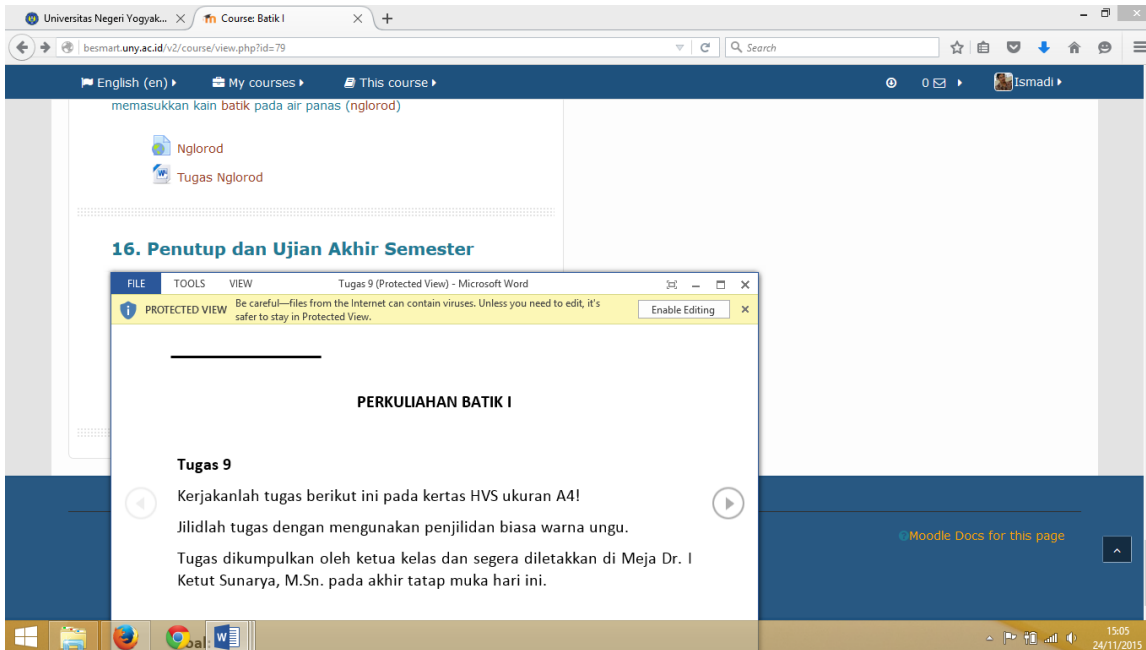 Universitas Negeri Yogyak...
Course: Batik I
besmart.uny.ac.id/v2/course/view.php?id=79
Search
English (en)
My courses
This course
0
Ismadi
memasukkan kain batik pada air panas (nglorod)
Nglorod
Tugas Nglorod
16. Penutup dan Ujian Akhir Semester
FILE TOOLS VIEW Tugas 9 (Protected View) - Microsoft Word
PROTECTED VIEW Be careful—files from the Internet can contain viruses. Unless you need to edit, it's
safer to stay in Protected View.
Enable Editing
PERKULIAHAN BATIK I
Tugas 9
Kerjakanlah tugas berikut ini pada kertas HVS ukuran A4!
Jilidlah tugas dengan mengunakan penjilidan biasa warna ungu.
Tugas dikumpulkan oleh ketua kelas dan segera diletakkan di Meja Dr. I
Ketut Sunarya, M.Sn. pada akhir tatap muka hari ini.
Moodle Docs for this page
15:05
24/11/2015